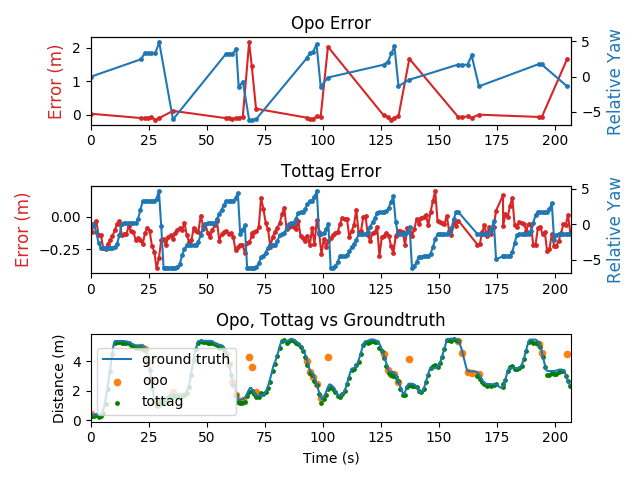 Opo Error
Error (m)
2
1
0
5
0
−5
Relative Yaw
0 25 50 75 100 125 150 175 200
Tottag Error
Error (m)
0.00
−0.25
5
0
−5
Relative Yaw
0 25 50 75 100 125 150 175 200
Opo, Tottag vs Groundtruth
Distance (m)
4
2
0
ground truth
opo
tottag
0 25 50 75 100 125 150 175 200
Time (s)